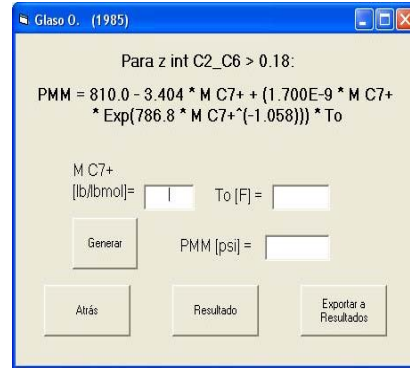 Glaso O. (1985)
Para z int C2_C6 > 0.18:
PMM = 810.0 - 3.404 * M C7+ + (1.700E-9 * M C7+
* Exp(786.8 * M C7+^(-1.058))) * To
M C7+
[lb/lbmol]=
To [F] =
Generar
PMM [psi] =
Atrás
Resultado
Exportar a
Resultados